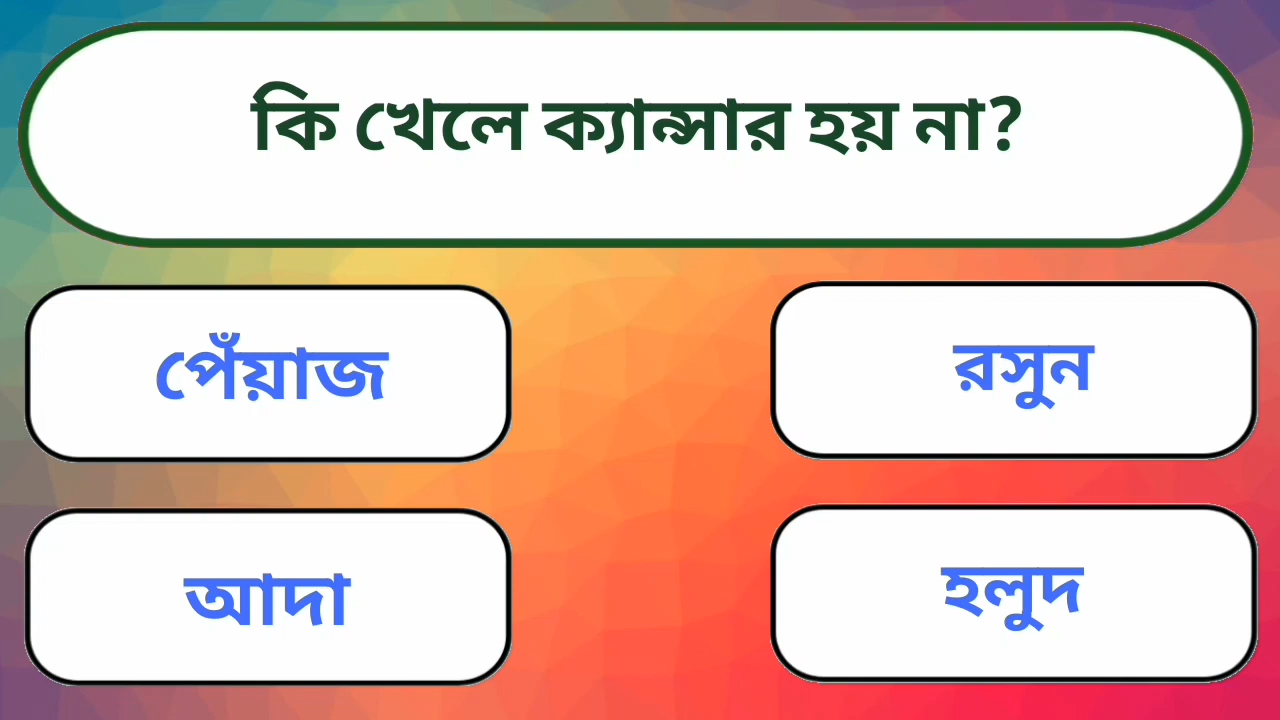 কি খেলে ক্যান্সার হয় না?
পেঁয়াজ
রসুন
আদা
হলুদ